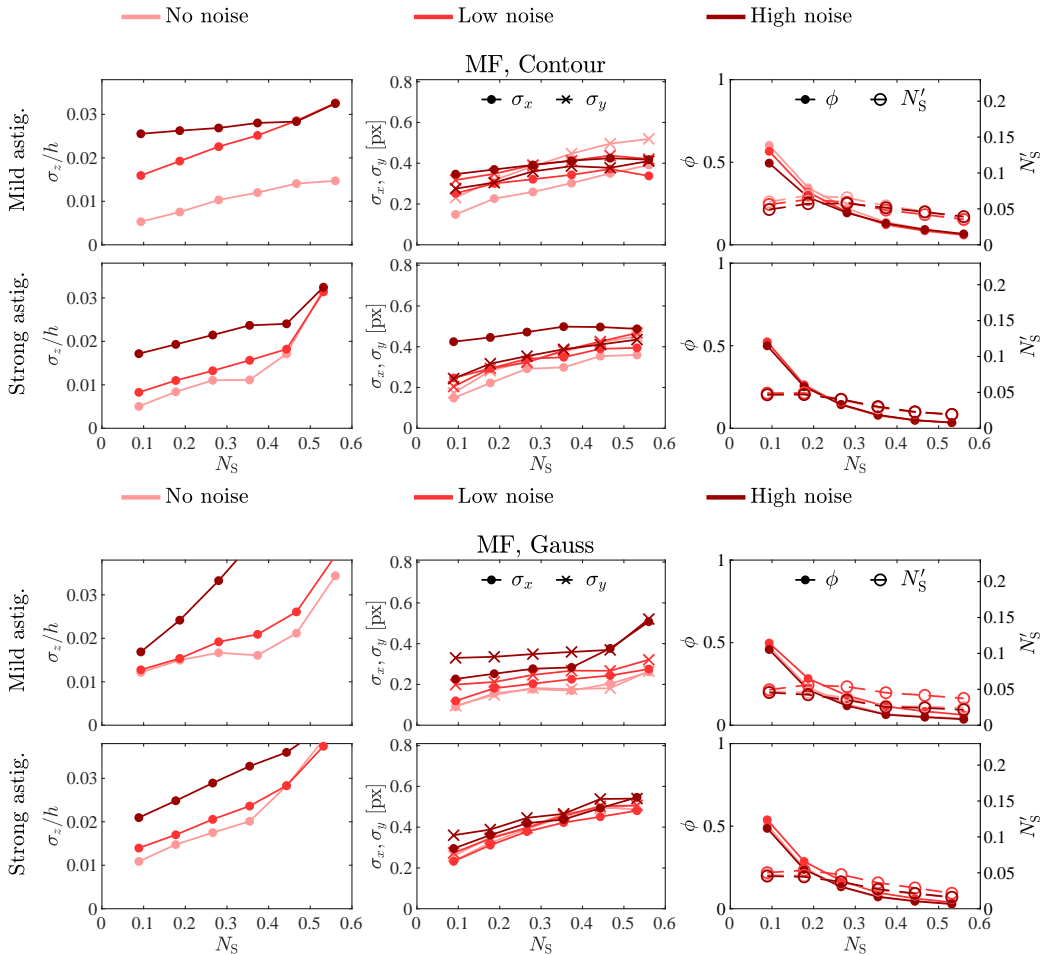 No noise Low noise High noise
MF, Contour
Mild astig.
σz/h
0.03
0.02
0.01
0
σx, σy [px]
0.8
0.6
0.4
0.2
0
σx σy
ϕ
1
0.5
0
ϕ N′S
0.2
0.15
0.1
0.05
0
N′S
Strong astig.
σz/h
0.03
0.02
0.01
0
0.1 0.2 0.3 0.4 0.5 0.6
NS
σx, σy [px]
0.8
0.6
0.4
0.2
0
0 0.1 0.2 0.3 0.4 0.5 0.6
NS
ϕ
1
0.5
0
0 0.1 0.2 0.3 0.4 0.5 0.6
NS
0.2
0.15
0.1
0.05
0
N′S
No noise Low noise High noise
MF, Gauss
Mild astig.
σz/h
0.03
0.02
0.01
0
σx, σy [px]
0.8
0.6
0.4
0.2
0
σx σy
ϕ
1
0.5
0
ϕ N′S
0.2
0.15
0.1
0.05
0
N′S
Strong astig.
σz/h
0.03
0.02
0.01
0
0.1 0.2 0.3 0.4 0.5 0.6
NS
σx, σy [px]
0.8
0.6
0.4
0.2
0
0 0.1 0.2 0.3 0.4 0.5 0.6
NS
ϕ
1
0.5
0
0 0.1 0.2 0.3 0.4 0.5 0.6
NS
0.2
0.15
0.1
0.05
0
N′S